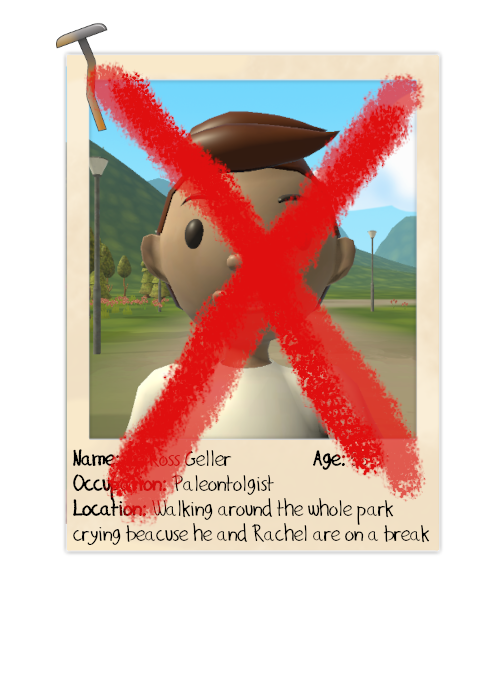 Name: Ross Geller Age:
Occupation: Paleontolgist
Location: Walking around the whole park
crying beacuse he and Rachel are on a break